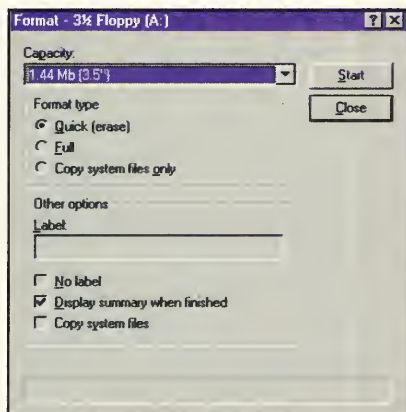 Format - 3½ Floppy (A:)
Capacity:
1.44 Mb (3.5")
Start
Format type
Close
Quick (erase)
Full
Copy system files only
Other options
Label:
No label
Display summary when finished
Copy system files